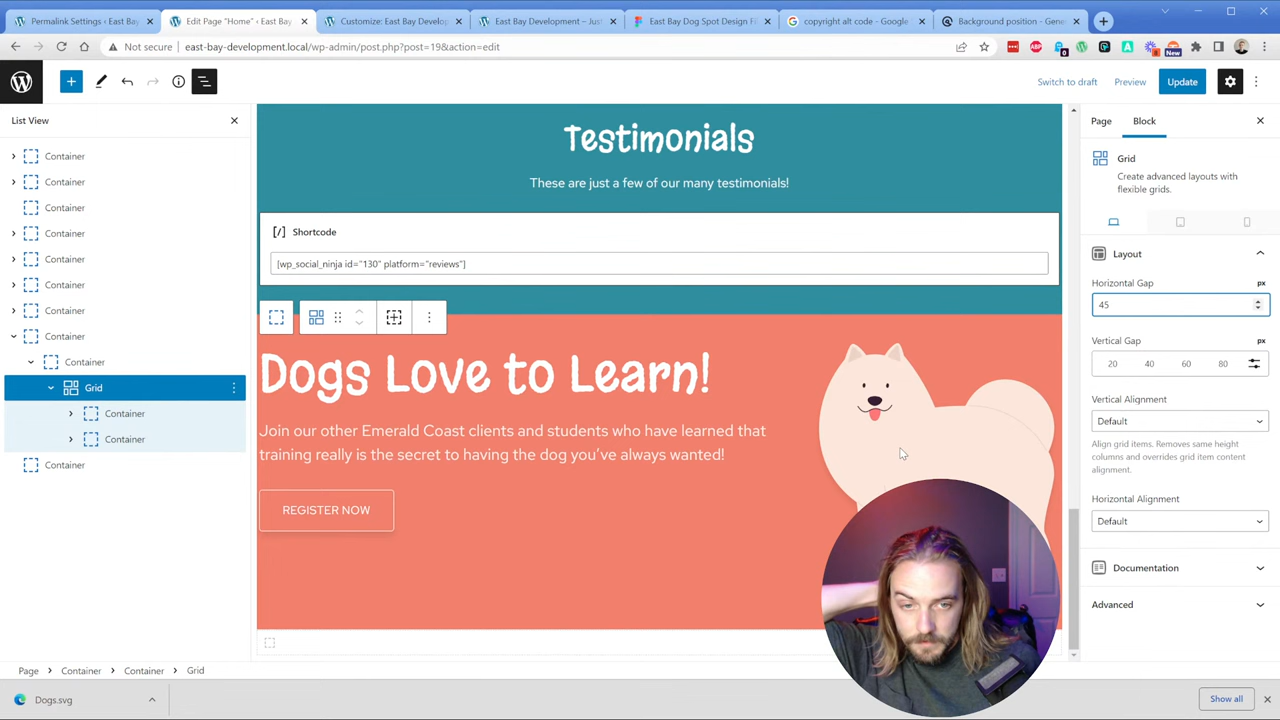 Permalink Settings ‹ East Bay
Edit Page "Home" ‹ East Bay
Customize: East Bay Develop
East Bay Development – Just
East Bay Dog Spot Design Fi
copyright alt code - Google
Background position - Gene
Not secure
east-bay-development.local/wp-admin/post.php?post=19&action=edit
New
Switch to draft
Preview
Update
List View
Container
Container
Container
Container
Container
Container
Container
Container
Container
Grid
Container
Container
Container
Testimonials
These are just a few of our many testimonials!
[/] Shortcode
[wp_social_ninja id="130" platform="reviews"]
Dogs Love to Learn!
Join our other Emerald Coast clients and students who have learned that
training really is the secret to having the dog you've always wanted!
REGISTER NOW
Page
Block
Grid
Create advanced layouts with
flexible grids.
Layout
Horizontal Gap
px
45
Vertical Gap
px
20
40
60
80
Vertical Alignment
Default
Align grid items. Removes same height
columns and overrides grid item content
alignment.
Horizontal Alignment
Default
Documentation
Advanced
Page
Container
Container
Grid
Dogs.svg
Show all